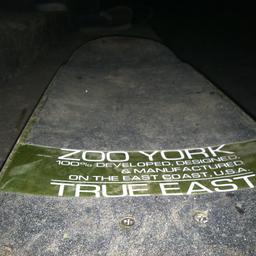 ZOO YORK
100% DEVELOPED, DESIGNED,
& MANUFACTURED
ON THE EAST COAST, U.S.A.
TRUE EAST